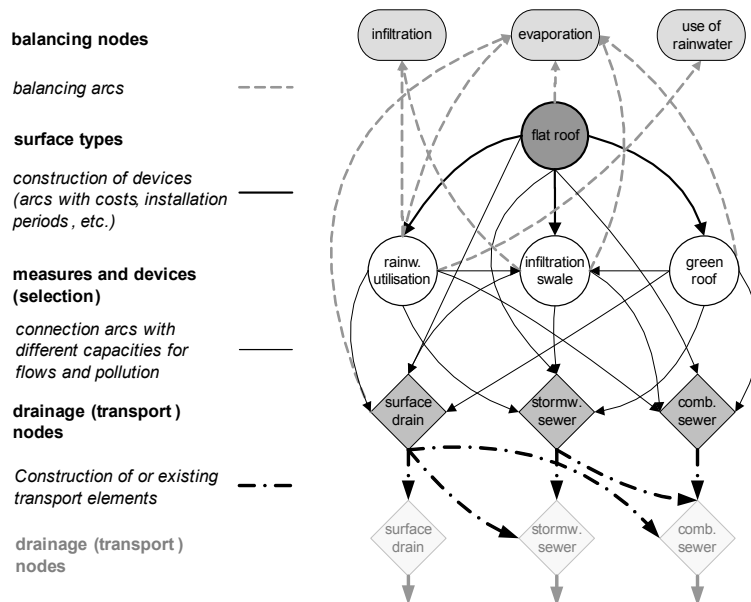 balancing nodes
balancing arcs
surface types
construction of devices
(arcs with costs, installation
periods, etc.)
measures and devices
(selection)
connection arcs with
different capacities for
flows and pollution
drainage (transport)
nodes
Construction of or existing
transport elements
drainage (transport)
nodes
infiltration
evaporation
use of
rainwater
flat roof
rainw.
utilisation
infiltration
swale
green
roof
surface
drain
stormw.
sewer
comb.
sewer
surface
drain
stormw.
sewer
comb.
sewer